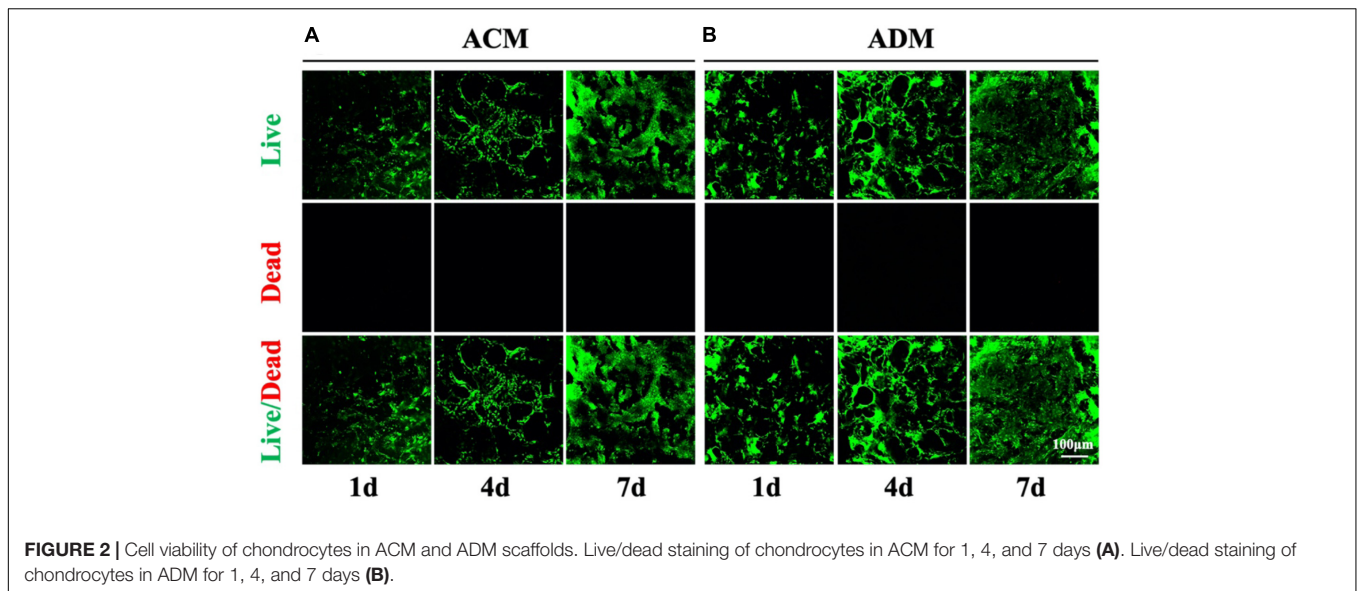 A
ACM
B
ADM
Live
Dead
Live/Dead
100μm
1d 4d 7d 1d 4d 7d
FIGURE 2 | Cell viability of chondrocytes in ACM and ADM scaffolds. Live/dead staining of chondrocytes in ACM for 1, 4, and 7 days (A). Live/dead staining of
chondrocytes in ADM for 1, 4, and 7 days (B).